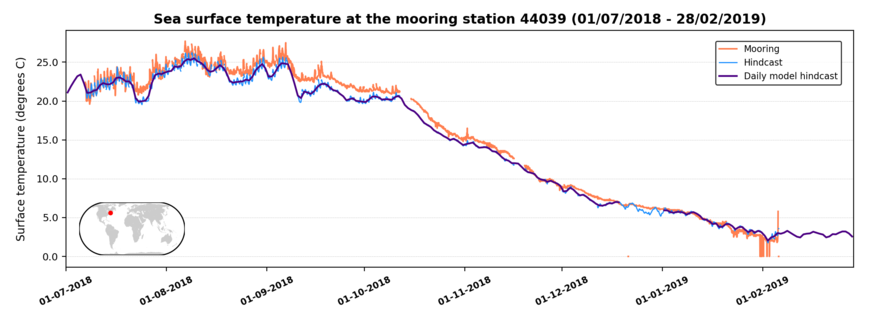 Sea surface temperature at the mooring station 44039 (01/07/2018 - 28/02/2019)
Surface temperature (degrees C)
25.0
20.0
15.0
10.0
5.0
0.0
Mooring
Hindcast
Daily model hindcast
01-07-2018
01-08-2018
01-09-2018
01-10-2018
01-11-2018
01-12-2018
01-01-2019
01-02-2019